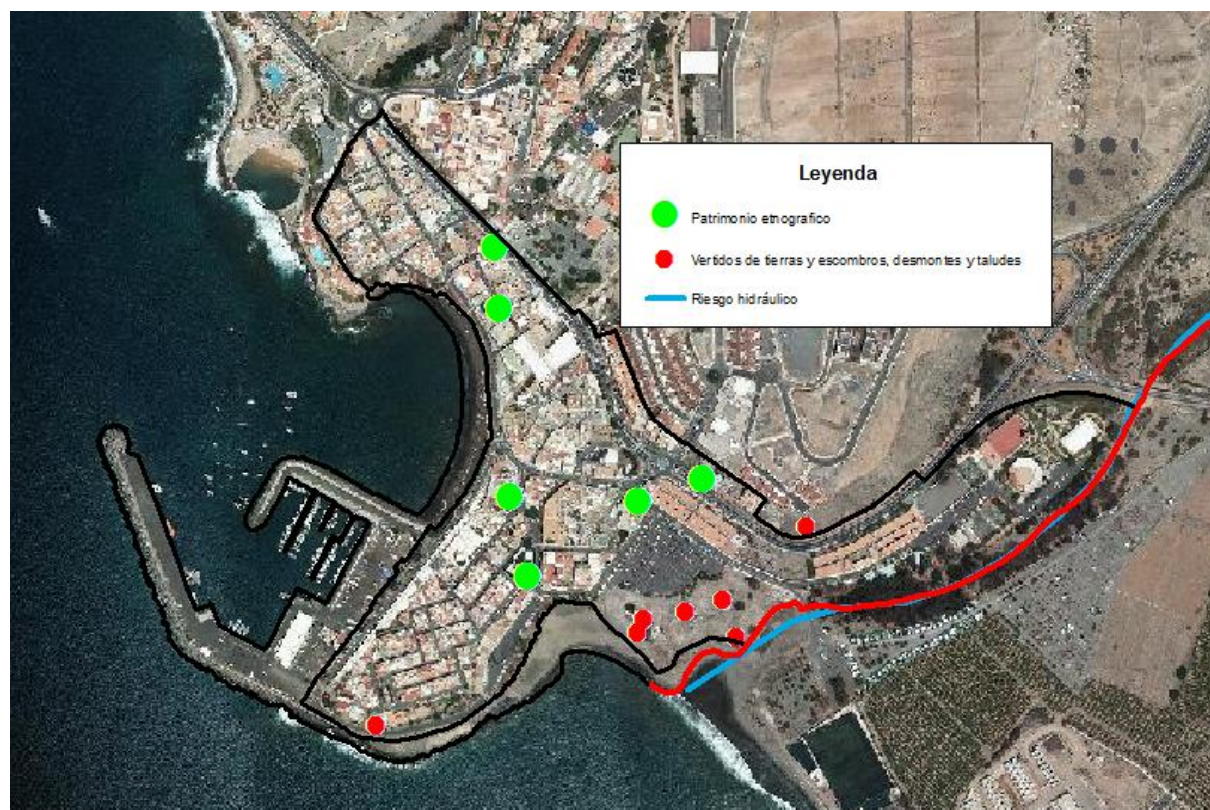 Leyenda
Patrimonio etnografico
Vertidos de tierras y escombros, desmontes y taludes
Riesgo hidráulico